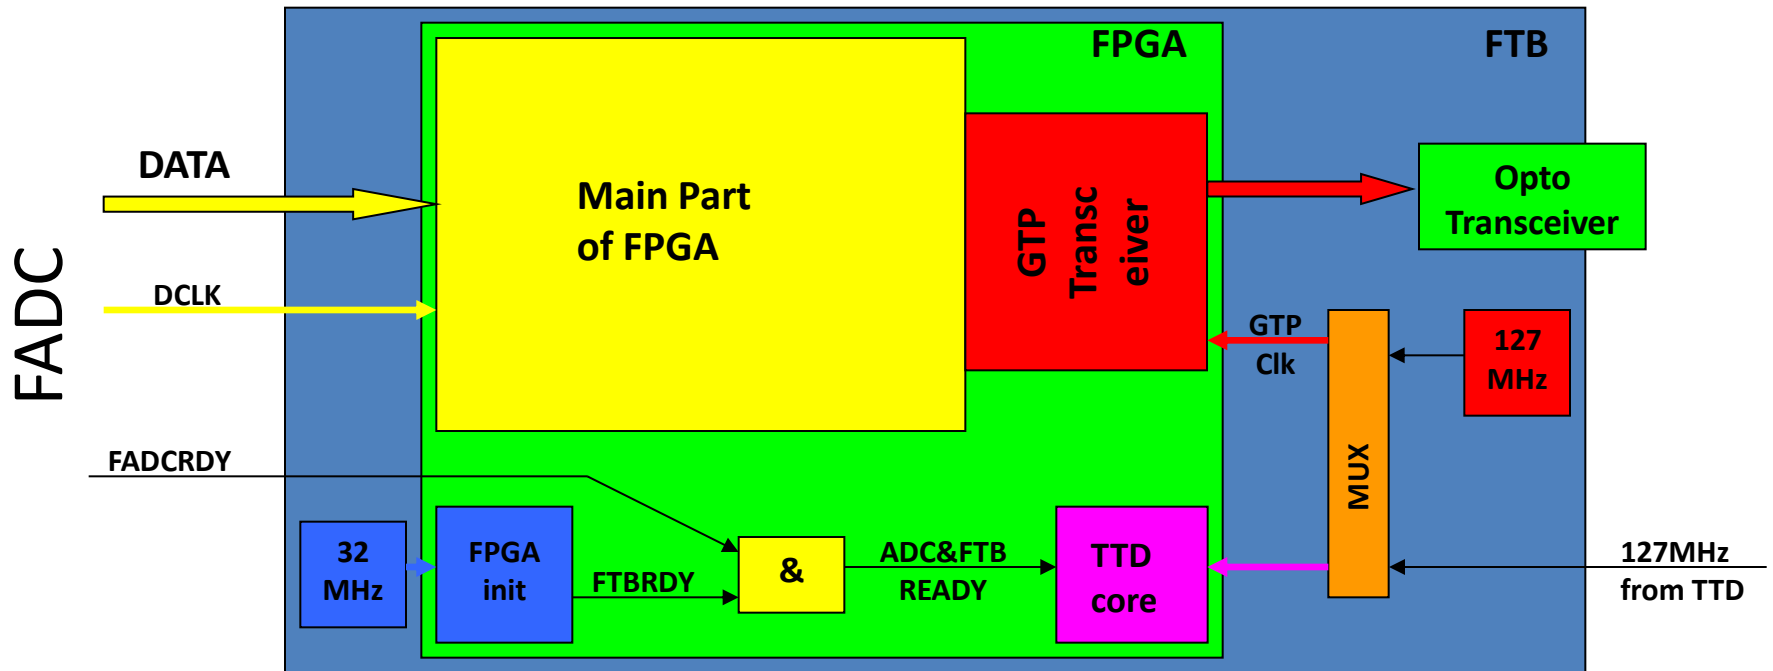 FPGA
FTB
DATA
Main Part
of FPGA
GTP
Transc
eiver
Opto
Transceiver
FADC
DCLK
GTP
Clk
127
MHz
MUX
FADCRDY
32
MHz
FPGA
init
FTBRDY
&
ADC&FTB
READY
TTD
core
127MHz
from TTD